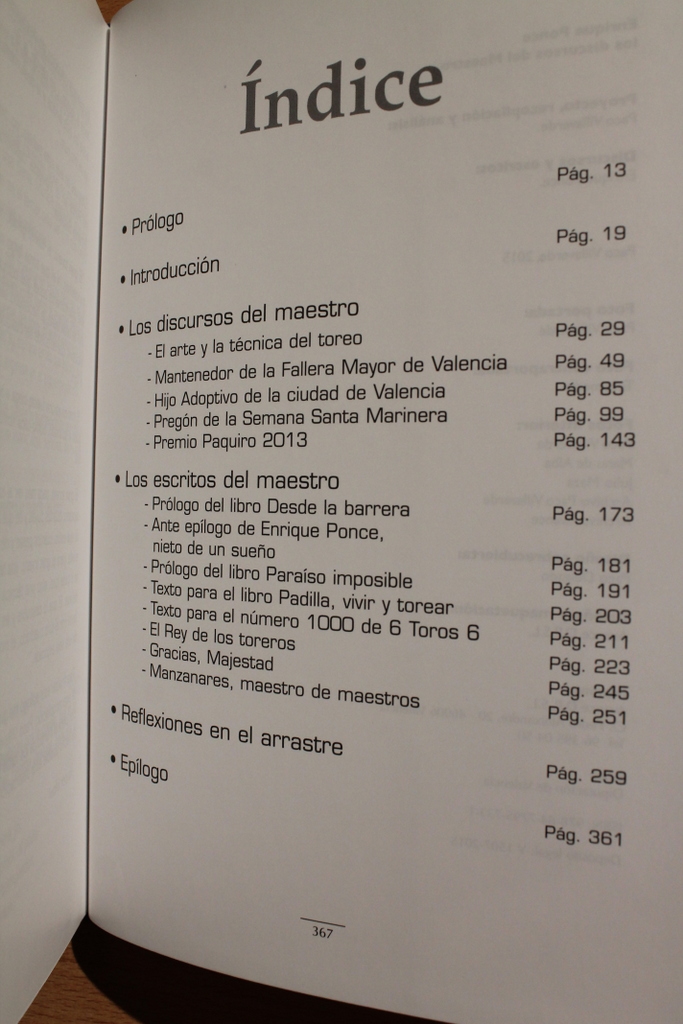 Índice
• Prólogo Pág. 13
• Introducción Pág. 19
• Los discursos del maestro
- El arte y la técnica del toreo Pág. 29
- Mantenedor de la Fallera Mayor de Valencia Pág. 49
- Hijo Adoptivo de la ciudad de Valencia Pág. 85
- Pregón de la Semana Santa Marinera Pág. 99
- Premio Paquiro 2013 Pág. 143
• Los escritos del maestro
- Prólogo del libro Desde la barrera Pág. 173
- Ante epílogo de Enrique Ponce,
nieto de un sueño Pág. 181
- Prólogo del libro Paraíso imposible Pág. 191
- Texto para el libro Padilla, vivir y torear Pág. 203
- Texto para el número 1000 de 6 Toros 6 Pág. 211
- El Rey de los toreros Pág. 223
- Gracias, Majestad Pág. 245
- Manzanares, maestro de maestros Pág. 251
• Reflexiones en el arrastre Pág. 259
• Epílogo Pág. 361
367